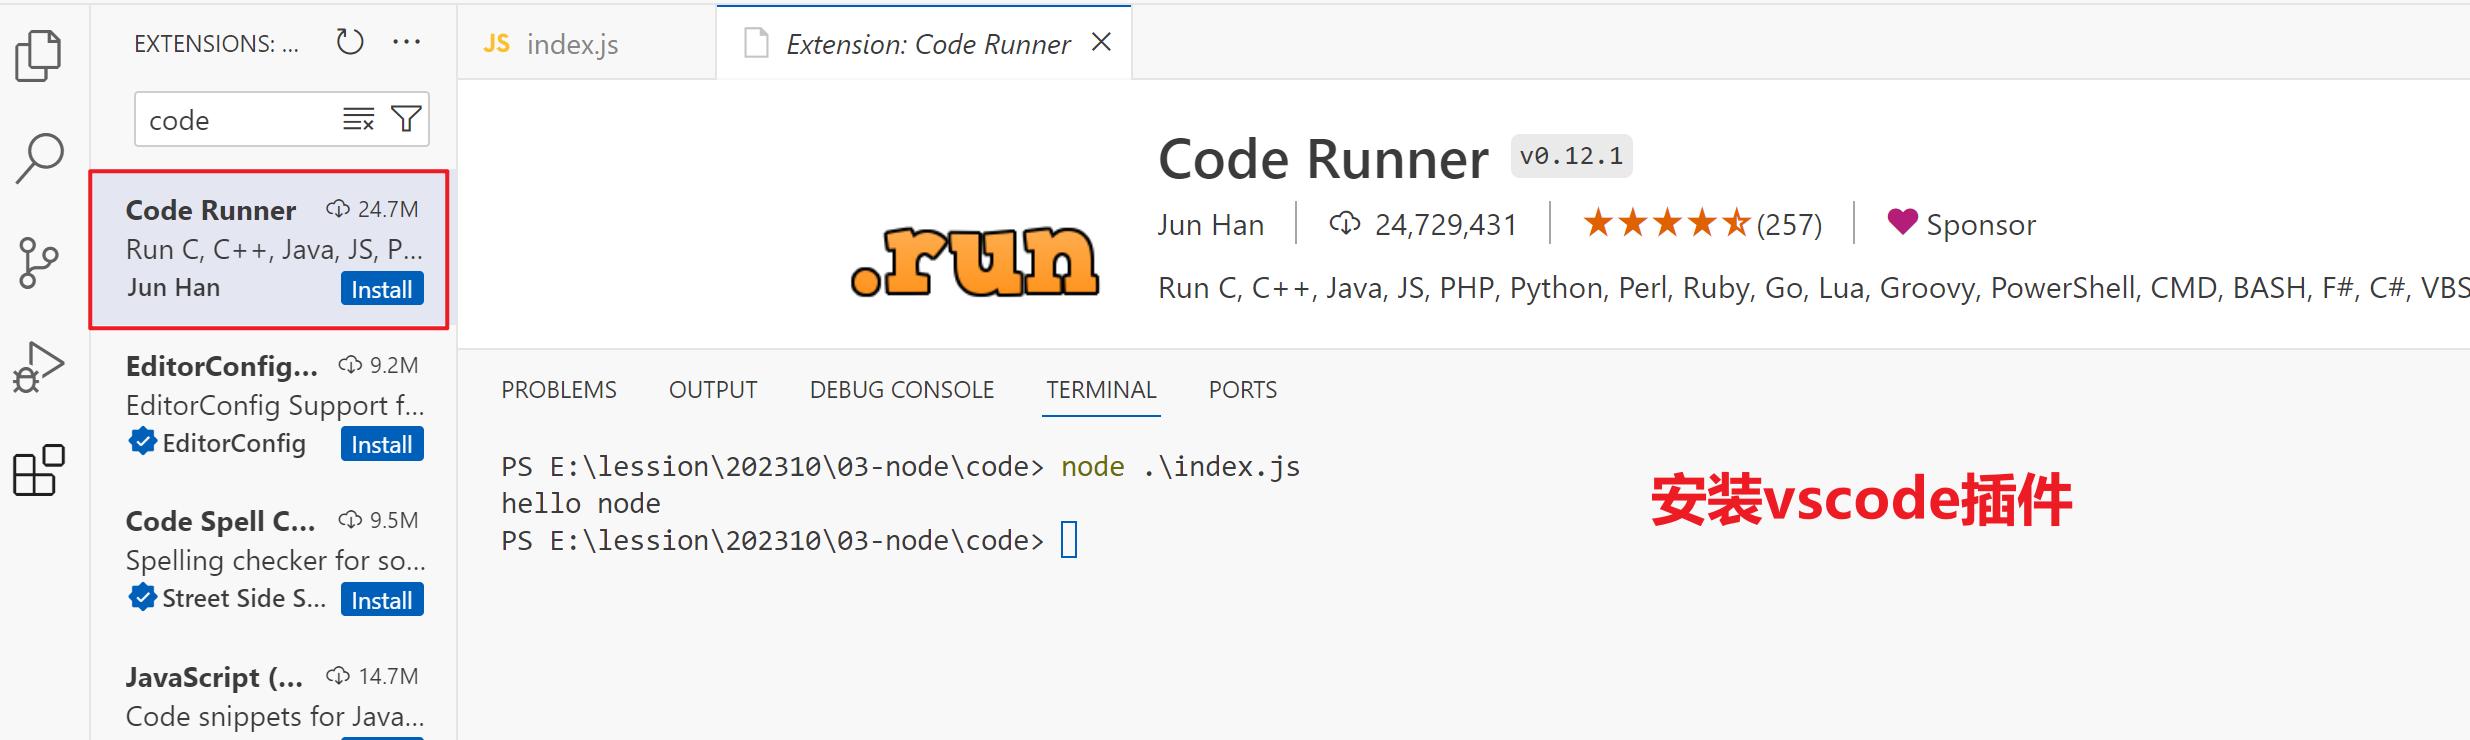 EXTENSIONS: ...
code
Code Runner 24.7M
Run C, C++, Java, JS, P...
Jun Han Install
EditorConfig... 9.2M
EditorConfig Support f...
EditorConfig Install
Code Spell C... 9.5M
Spelling checker for so...
Street Side S... Install
JavaScript (... 14.7M
Code snippets for Java...
JS index.js
Extension: Code Runner
.run
Code Runner v0.12.1
Jun Han 24,729,431 (257) Sponsor
Run C, C++, Java, JS, PHP, Python, Perl, Ruby, Go, Lua, Groovy, PowerShell, CMD, BASH, F#, C#, VBS
PROBLEMS OUTPUT DEBUG CONSOLE TERMINAL PORTS
PS E:\lession\202310\03-node\code> node .\index.js
hello node
PS E:\lession\202310\03-node\code>
安装vscode插件